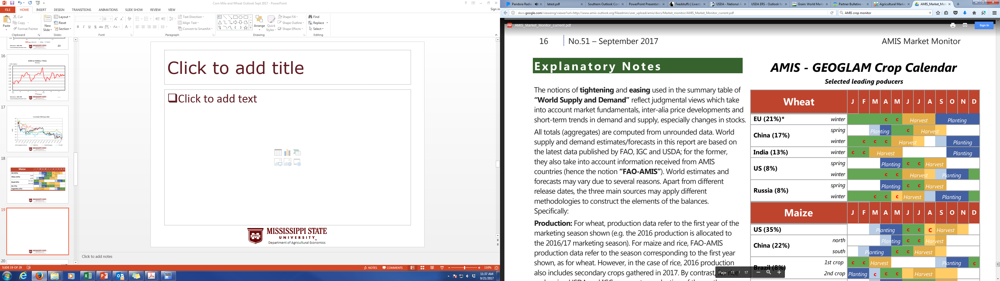 Corn Milo and Wheat Outlook Sept 2017 - PowerPoint
FILE
HOME
INSERT
DESIGN
TRANSITIONS
ANIMATIONS
SLIDE SHOW
REVIEW
VIEW
Sign in
Paste
Cut
Copy
Format Painter
Clipboard
New
Slide
Layout
Reset
Section
Slides
32
B I U S abc AV Aa A
Font
Text Direction
Align Text
Convert to SmartArt
Paragraph
Arrange
Quick
Styles
Shape Fill
Shape Outline
Shape Effects
Drawing
Find
Replace
Select
Editing
16
IOWA ETHANOL PRICE
17
18
Maize
US (35%)
China (22%)
Brazil (8%)
EU (7%)
Argentina (3%)
19
20
Click to add title
Click to add text
MISSISSIPPI STATE
UNIVERSITY
Department of Agricultural Economics
Click to add notes
SLIDE 19 OF 29
NOTES
COMMENTS
110%
11:37 AM
9/21/2017
Pandora Radio
latest.pdf
Southern Outlook Con
PowerPoint Presentatio
Feedstuffs | Livesto
USDA - National A
USDA ERS - Outlook fo
Grain: World Marke
Partner Bulletins –
Agricultural Marke
AMIS_Market_Mon
docs.google.com/viewerng/viewer?url=http://www.amis-outlook.org/fileadmin/user_upload/amis/docs/Market_monitor/AMIS_Market_Monitor_current.pdf
AMIS crop monitor
PDF AMIS_Market_Monitor_current.pdf
Sign In
16 No.51 – September 2017
AMIS Market Monitor
Explanatory Notes
The notions of tightening and easing used in the summary table of
“World Supply and Demand” reflect judgmental views which take
into account market fundamentals, inter-alia price developments and
short-term trends in demand and supply, especially changes in stocks.
All totals (aggregates) are computed from unrounded data. World
supply and demand estimates/forecasts in this report are based on
the latest data published by FAO, IGC and USDA; for the former,
they also take into account information received from AMIS
countries (hence the notion “FAO-AMIS”). World estimates and
forecasts may vary due to several reasons. Apart from different
release dates, the three main sources may apply different
methodologies to construct the elements of the balances.
Specifically:
Production: For wheat, production data refer to the first year of the
marketing season shown (e.g. the 2016 production is allocated to
the 2016/17 marketing season). For maize and rice, FAO-AMIS
production data refer to the season corresponding to the first year
shown, as for wheat. However, in the case of rice, 2016 production
also includes secondary crops gathered in 2017. By contrast, for rice
AMIS - GEOGLAM Crop Calendar
Selected leading poducers
Wheat J F M A M J J A S O N D
EU (21%)* winter c c Harvest Planting
China (17%) spring Planting c Harvest
winter c c c Harvest Planting
India (13%) winter c c Harvest Planting
US (8%) spring Planting c c Harvest
winter c c Harvest Planting
Russia (8%) spring Planting c c Harvest
winter c c c Harvest Planting
Maize J F M A M J J A S O N D
US (35%) Planting c c C Harvest
China (22%) north Planting c c Harvest
south Planting c c Harvest
Brazil (8%) 1st crop c c Harvest Planting c
2nd crop Planting c c c Harvest
Page 17 / 17